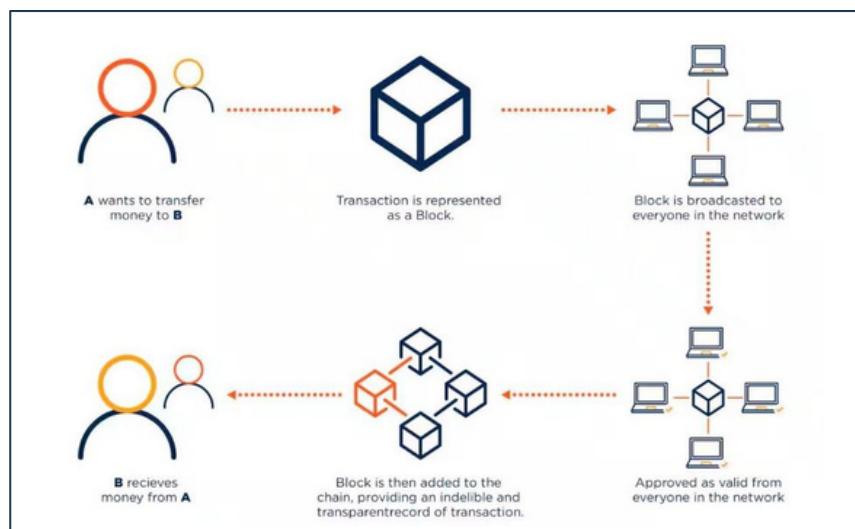 A wants to transfer
money to B
Transaction is represented
as a Block.
Block is broadcasted to
everyone in the network
B recieves
money from A
Block is then added to the
chain, providing an indelible and
transparentrecord of transaction.
Approved as valid from
everyone in the network